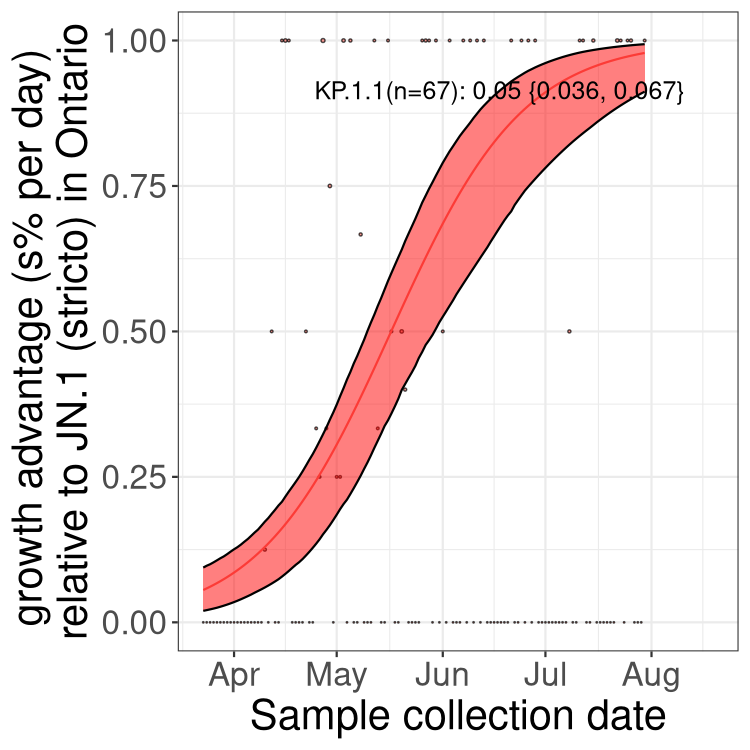 growth advantage (s% per day)
relative to JN.1 (stricto) in Ontario
1.00
0.75
0.50
0.25
0.00
KP.1.1(n=67): 0.05 {0.036, 0.067}
Apr May Jun Jul Aug
Sample collection date